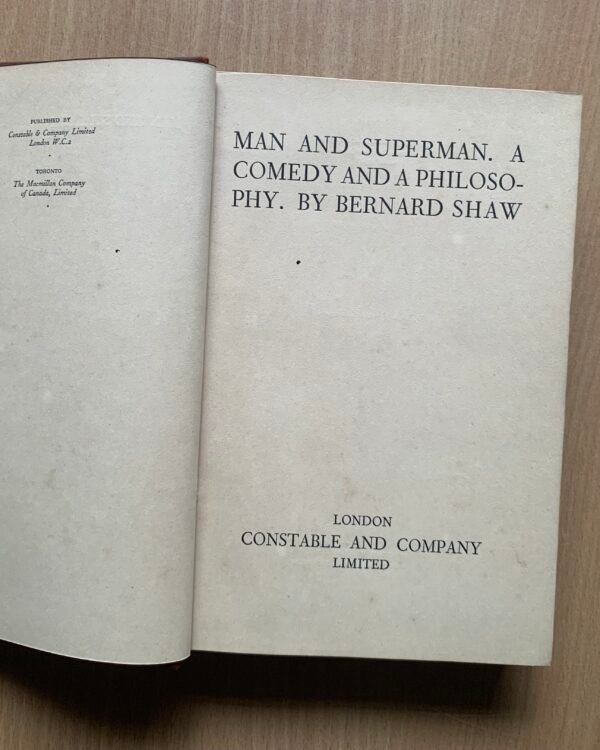 PUBLISHED BY
Constable & Company Limited
London W.C.2
TORONTO
The Macmillan Company
of Canada, Limited
MAN AND SUPERMAN. A
COMEDY AND A PHILOSO-
PHY. BY BERNARD SHAW
LONDON
CONSTABLE AND COMPANY
LIMITED